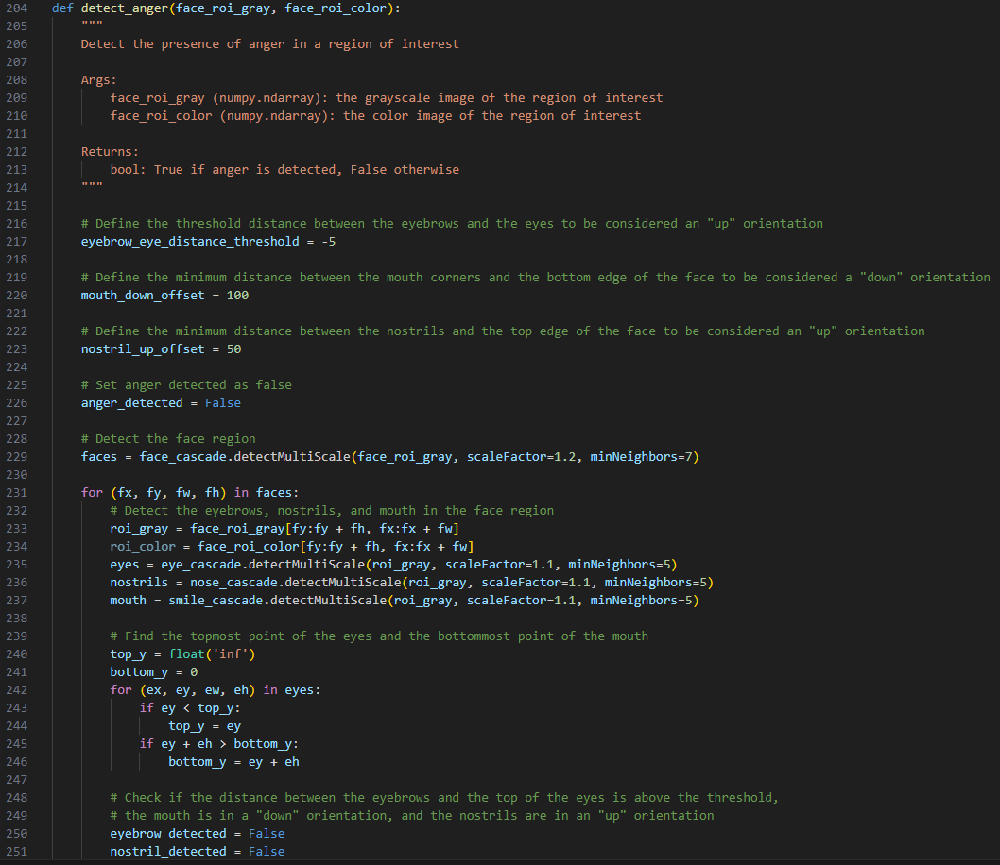 204 def detect_anger(face_roi_gray, face_roi_color):
205 """
206 Detect the presence of anger in a region of interest
207
208 Args:
209 face_roi_gray (numpy.ndarray): the grayscale image of the region of interest
210 face_roi_color (numpy.ndarray): the color image of the region of interest
211
212 Returns:
213 bool: True if anger is detected, False otherwise
214 """
215
216 # Define the threshold distance between the eyebrows and the eyes to be considered an "up" orientation
217 eyebrow_eye_distance_threshold = -5
218
219 # Define the minimum distance between the mouth corners and the bottom edge of the face to be considered a "down" orientation
220 mouth_down_offset = 100
221
222 # Define the minimum distance between the nostrils and the top edge of the face to be considered an "up" orientation
223 nostril_up_offset = 50
224
225 # Set anger detected as false
226 anger_detected = False
227
228 # Detect the face region
229 faces = face_cascade.detectMultiScale(face_roi_gray, scaleFactor=1.2, minNeighbors=7)
230
231 for (fx, fy, fw, fh) in faces:
232 # Detect the eyebrows, nostrils, and mouth in the face region
233 roi_gray = face_roi_gray[fy:fy + fh, fx:fx + fw]
234 roi_color = face_roi_color[fy:fy + fh, fx:fx + fw]
235 eyes = eye_cascade.detectMultiScale(roi_gray, scaleFactor=1.1, minNeighbors=5)
236 nostrils = nose_cascade.detectMultiScale(roi_gray, scaleFactor=1.1, minNeighbors=5)
237 mouth = smile_cascade.detectMultiScale(roi_gray, scaleFactor=1.1, minNeighbors=5)
238
239 # Find the topmost point of the eyes and the bottommost point of the mouth
240 top_y = float('inf')
241 bottom_y = 0
242 for (ex, ey, ew, eh) in eyes:
243 if ey < top_y:
244 top_y = ey
245 if ey + eh > bottom_y:
246 bottom_y = ey + eh
247
248 # Check if the distance between the eyebrows and the top of the eyes is above the threshold,
249 # the mouth is in a "down" orientation, and the nostrils are in an "up" orientation
250 eyebrow_detected = False
251 nostril_detected = False